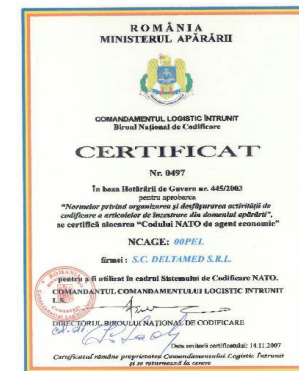 ROMÂNIA
MINISTERUL APĂRĂRII
COMANDAMENTUL LOGISTIC ÎNTRUNIT
Biroul Național de Codificare
CERTIFICAT
Nr. 0497
În baza Hotărârii de Guvern nr. 445/2003
pentru aprobarea
"Normelor privind organizarea și desfășurarea activității de
codificare a articolelor de înzestrare din domeniul apărării",
se certifică alocarea "Codului NATO de agent economic"
NCAGE: 00PEL
firmei : S.C. DELTAMED S.R.L.
pentru a fi utilizat în cadrul Sistemului de Codificare NATO.
COMANDANTUL COMANDAMENTULUI LOGISTIC ÎNTRUNIT
DIRECTORUL BIROULUI NAȚIONAL DE CODIFICARE
Data emiterii certificatului: 14.11.2007
Certificatul rămâne proprietatea Comandamentului Logistic Întrunit
și se returnează la cerere